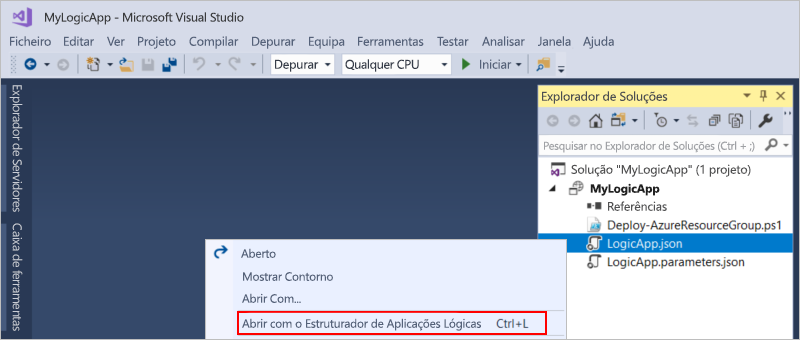 MyLogicApp - Microsoft Visual Studio
Ficheiro Editar Ver Projeto Compilar Depurar Equipa Ferramentas Testar Analisar Janela Ajuda
Depurar Qualquer CPU Iniciar
Explorador de Servidores
Caixa de ferramentas
Explorador de Soluções
Pesquisar no Explorador de Soluções (Ctrl + ;)
Solução "MyLogicApp" (1 projeto)
MyLogicApp
Referências
Deploy-AzureResourceGroup.ps1
LogicApp.json
LogicApp.parameters.json
Aberto
Mostrar Contorno
Abrir Com...
Abrir com o Estruturador de Aplicações Lógicas Ctrl+L